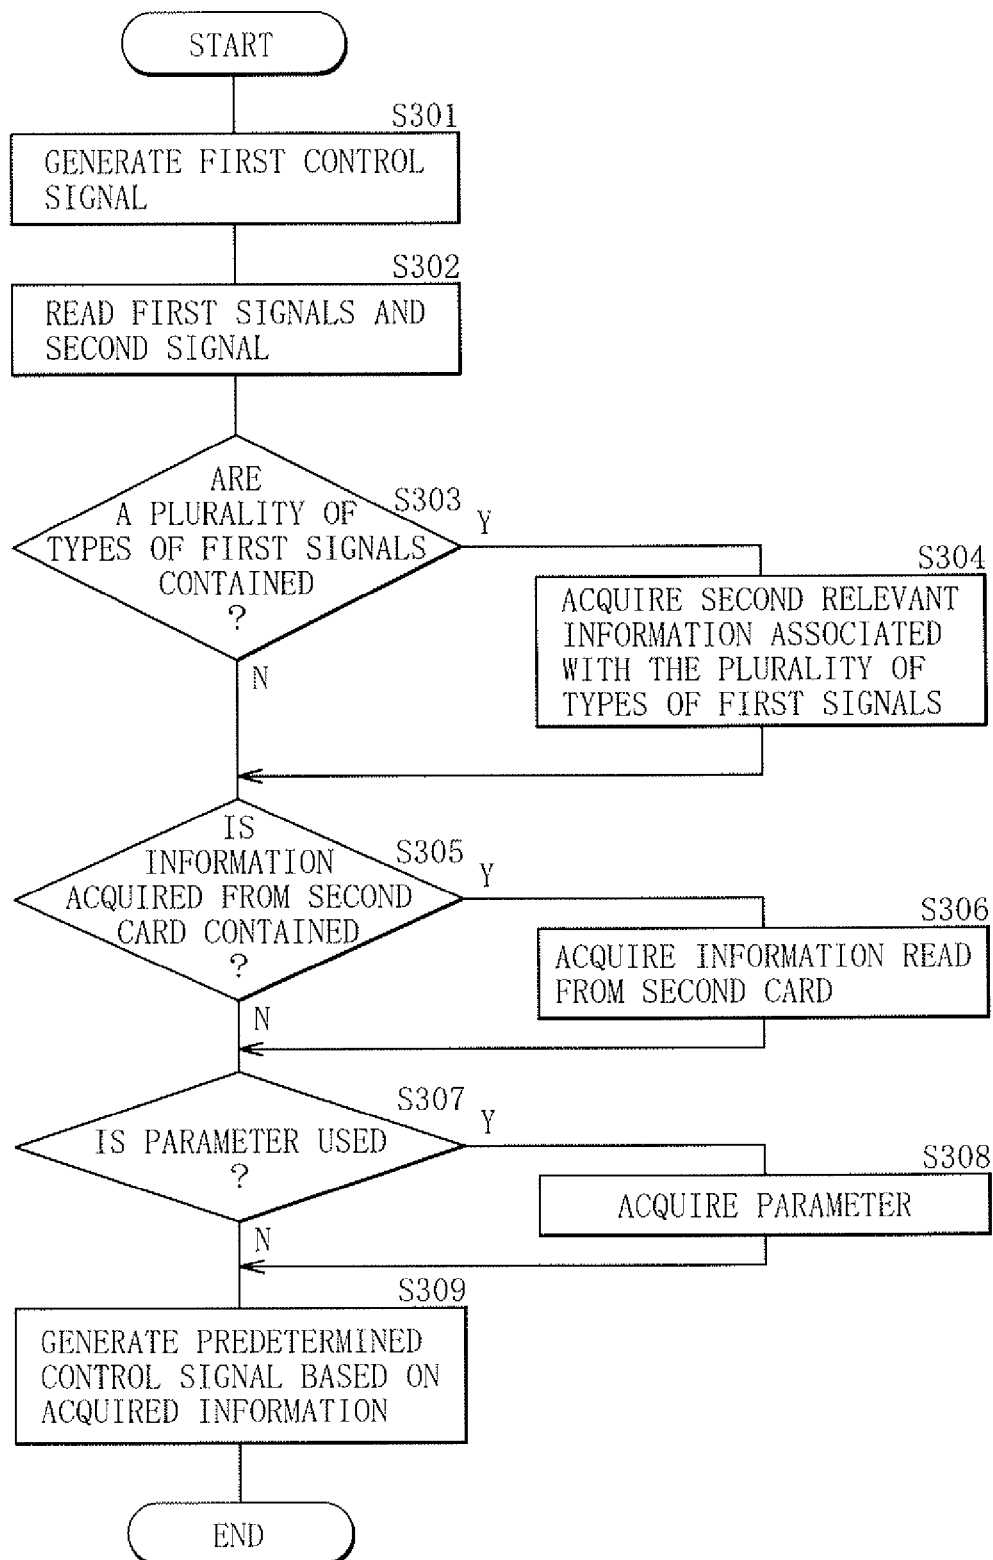 START
S301
GENERATE FIRST CONTROL
SIGNAL
S302
READ FIRST SIGNALS AND
SECOND SIGNAL
ARE
A PLURALITY OF
TYPES OF FIRST SIGNALS
CONTAINED
?
S303
Y
N
S304
ACQUIRE SECOND RELEVANT
INFORMATION ASSOCIATED
WITH THE PLURALITY OF
TYPES OF FIRST SIGNALS
IS
INFORMATION
ACQUIRED FROM SECOND
CARD CONTAINED
?
S305
Y
N
S306
ACQUIRE INFORMATION READ
FROM SECOND CARD
S307
IS PARAMETER USED
?
Y
N
S308
ACQUIRE PARAMETER
S309
GENERATE PREDETERMINED
CONTROL SIGNAL BASED ON
ACQUIRED INFORMATION
END